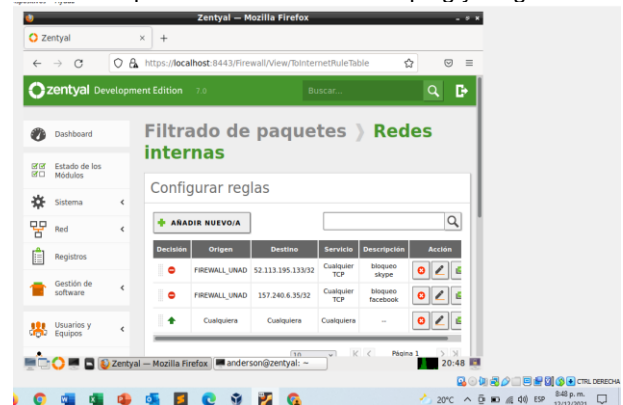 Zentyal — Mozilla Firefox
Zentyal × +
https://localhost:8443/Firewall/View/ToInternetRuleTable
zentyal Development Edition 7.0 Buscar...
Dashboard
Estado de los Módulos
Sistema
Red
Registros
Gestión de software
Usuarios y Equipos
Filtrado de paquetes ❭ Redes internas
Configurar reglas
+ AÑADIR NUEVO/A
Decisión Origen Destino Servicio Descripción Acción
FIREWALL_UNAD 52.113.195.133/32 Cualquier TCP bloqueo skype
FIREWALL_UNAD 157.240.6.35/32 Cualquier TCP bloqueo facebook
Cualquiera Cualquiera Cualquiera --
10 Página 1
Zentyal — Mozilla Firefox anderson@zentyal: ~ 20:48
CTRL DERECHA
20°C ESP 8:48 p. m.
12/12/2021